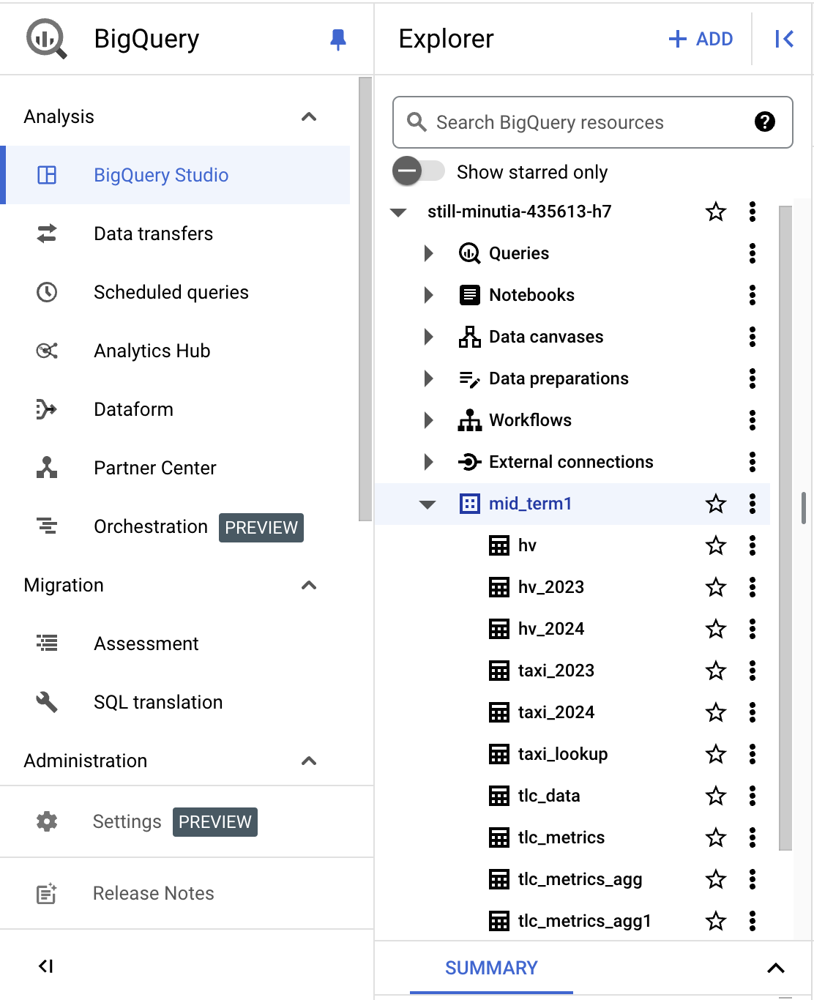 BigQuery
Analysis
BigQuery Studio
Data transfers
Scheduled queries
Analytics Hub
Dataform
Partner Center
Orchestration PREVIEW
Migration
Assessment
SQL translation
Administration
Settings PREVIEW
Release Notes
Explorer
ADD
Search BigQuery resources
Show starred only
still-minutia-435613-h7
Queries
Notebooks
Data canvases
Data preparations
Workflows
External connections
mid_term1
hv
hv_2023
hv_2024
taxi_2023
taxi_2024
taxi_lookup
tlc_data
tlc_metrics
tlc_metrics_agg
tlc_metrics_agg1
SUMMARY